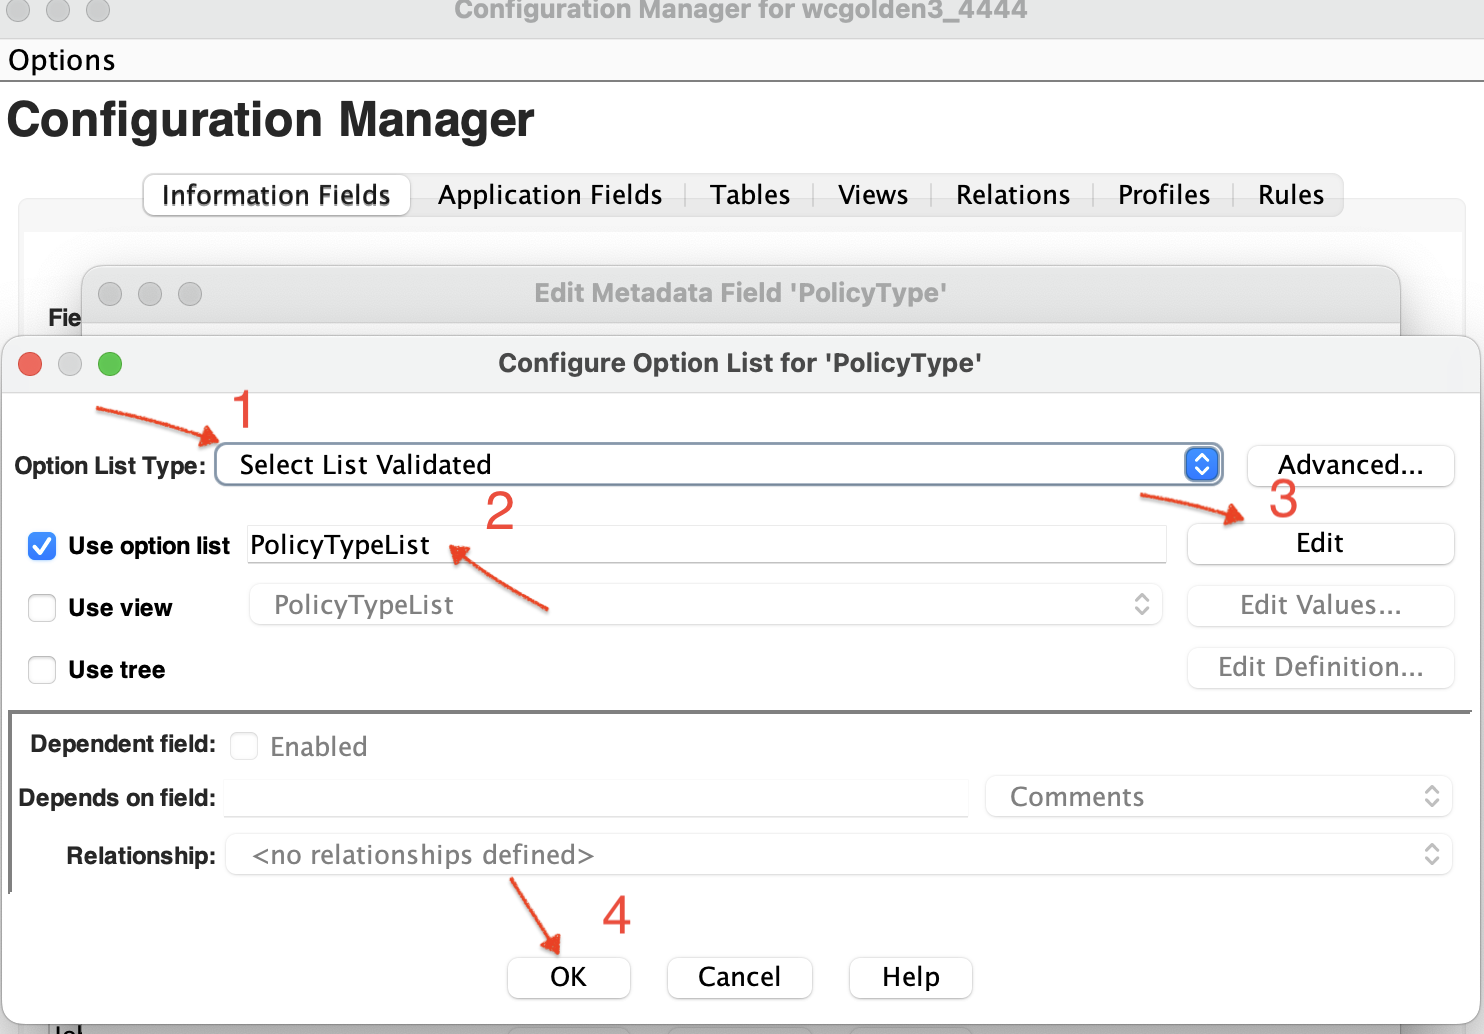 Configuration Manager for wcgolden3_4444
Options
Configuration Manager
Information Fields Application Fields Tables Views Relations Profiles Rules
Edit Metadata Field 'PolicyType'
Fie
Configure Option List for 'PolicyType'
1
Option List Type: Select List Validated Advanced...
2 3
Use option list PolicyTypeList Edit
Use view PolicyTypeList Edit Values...
Use tree Edit Definition...
Dependent field: Enabled
Depends on field: Comments
Relationship: <no relationships defined>
4
OK Cancel Help